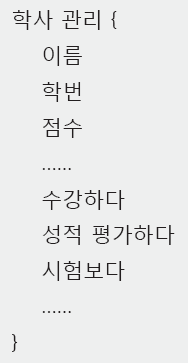 학사 관리 {
이름
학번
점수
……
수강하다
성적 평가하다
시험보다
……
}